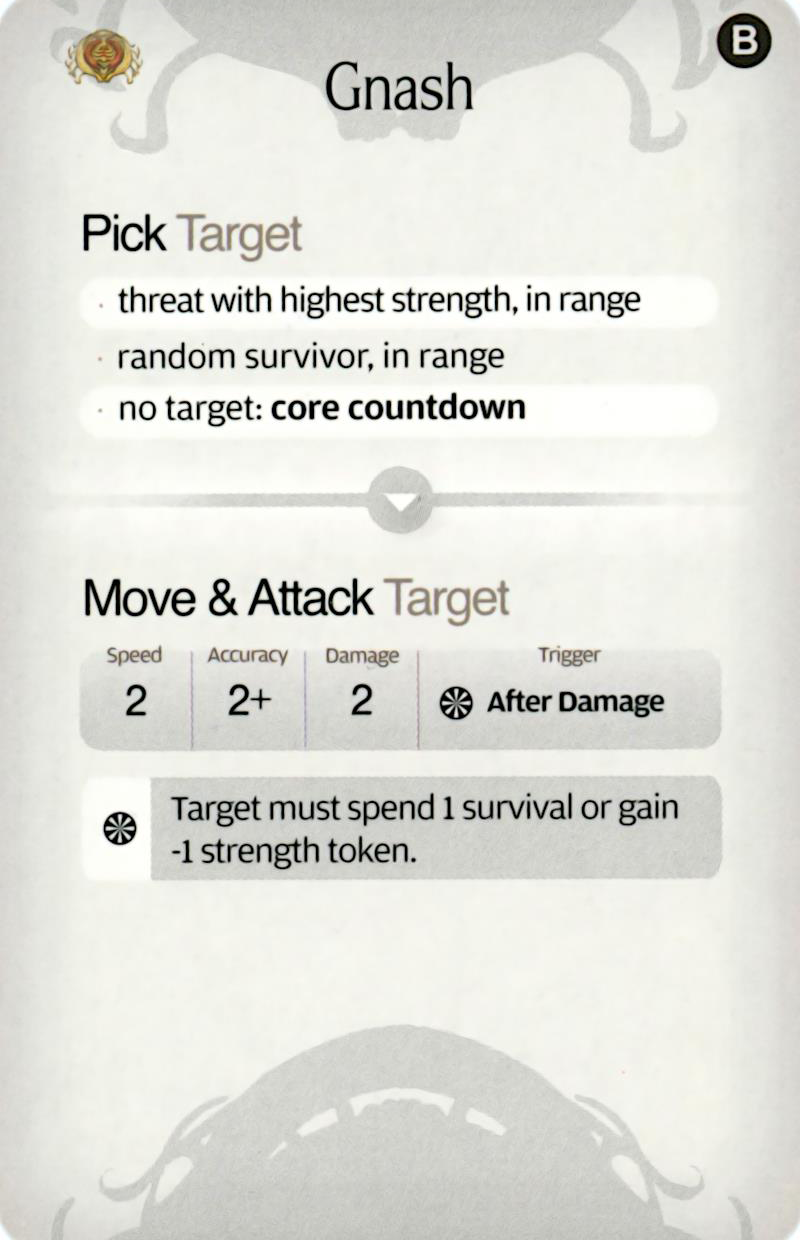 B
Gnash
Pick Target
· threat with highest strength, in range
· random survivor, in range
· no target: core countdown
Move & Attack Target
Speed Accuracy Damage Trigger
2 2+ 2 After Damage
Target must spend 1 survival or gain
-1 strength token.